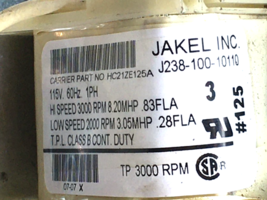 JAKEL INC.
J238-100-10110
CARRIER PART NO HC21ZE125A
115V. 60Hz 1PH
HI SPEED 3000 RPM 8.20MHP .83FLA
LOW SPEED 2000 RPM 3.05MHP .28FLA
T.P.L. CLASS B CONT. DUTY
3
#125
TP 3000 RPM
07-07 X